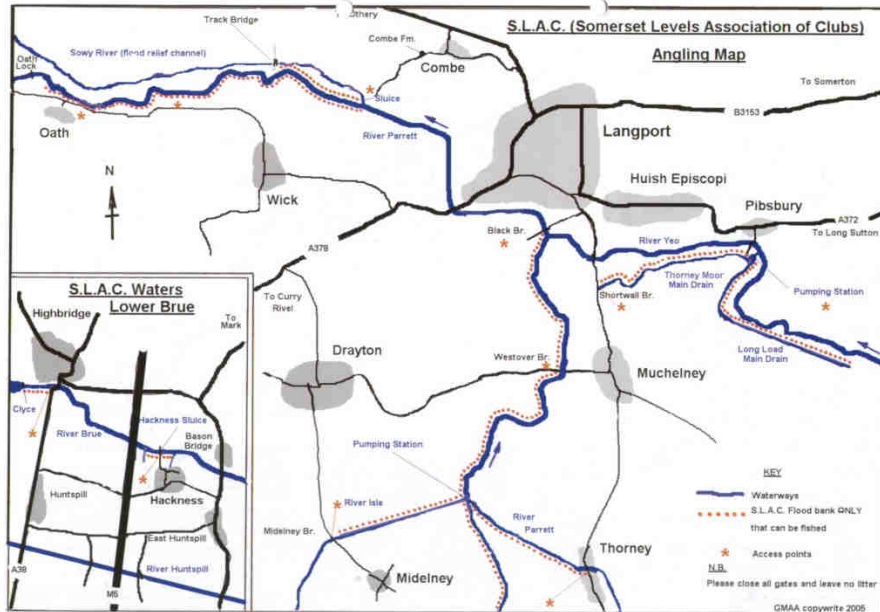 S.L.A.C. (Somerset Levels Association of Clubs)
Angling Map
Track Bridge
othery
Combe Fm.
Combe
Sowy River (flood relief channel)
Oath
Lock
Oath
Sluice
River Parrett
To Somerton
B3153
Langport
Huish Episcopi
Pibsbury
A372
To Long Sutton
N
Wick
A378
Black Br.
River Yeo
Thorney Moor
Main Drain
Shortwall Br.
Pumping Station
Long Load
Main Drain
To Curry
Rivel
Drayton
Westover Br.
Muchelney
Pumping Station
River Isle
Midelney Br.
Midelney
River
Parrett
Thorney
S.L.A.C. Waters
Lower Brue
Highbridge
To
Mark
Clyce
River Brue
Hackness Sluice
Bason
Bridge
Huntspill
Hackness
East Huntspill
River Huntspill
A38
M5
KEY
Waterways
S.L.A.C. Flood bank ONLY
that can be fished
Access points
N.B.
Please close all gates and leave no litter
GMAA copywrite 2005